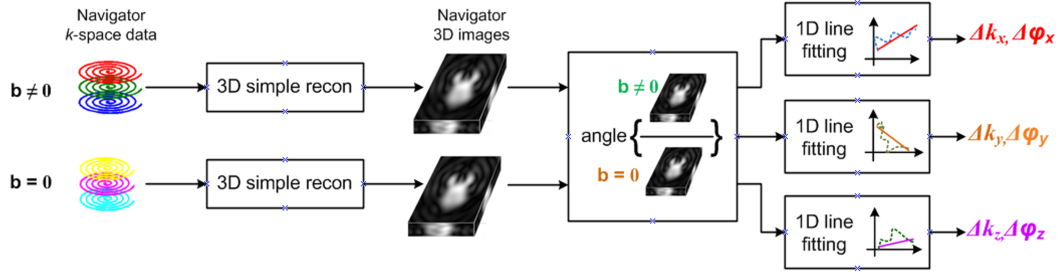 Navigator
k-space data
Navigator
3D images
b ≠ 0
3D simple recon
b = 0
3D simple recon
b ≠ 0
angle { }
b = 0
1D line
fitting
Δkx,Δφx
1D line
fitting
Δky,Δφy
1D line
fitting
Δkz,Δφz